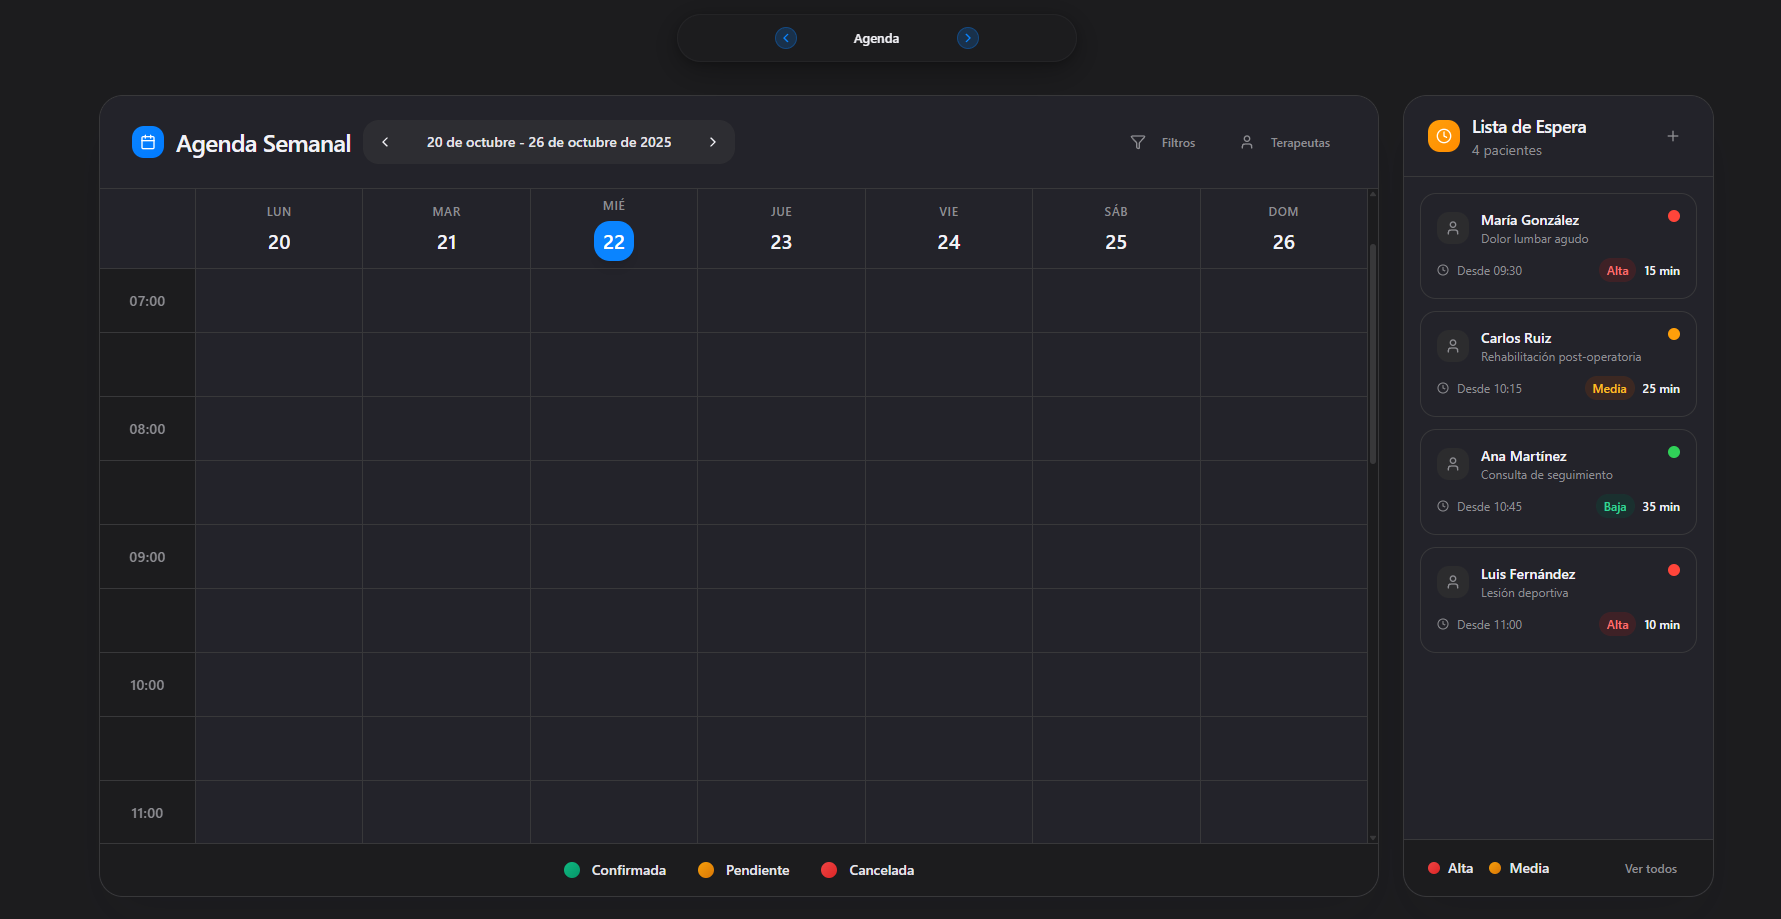 Agenda
Agenda Semanal
20 de octubre - 26 de octubre de 2025
Filtros
Terapeutas
LUN
20
MAR
21
MIÉ
22
JUE
23
VIE
24
SÁB
25
DOM
26
07:00
08:00
09:00
10:00
11:00
Confirmada
Pendiente
Cancelada
Lista de Espera
4 pacientes
María González
Dolor lumbar agudo
Desde 09:30 Alta 15 min
Carlos Ruiz
Rehabilitación post-operatoria
Desde 10:15 Media 25 min
Ana Martínez
Consulta de seguimiento
Desde 10:45 Baja 35 min
Luis Fernández
Lesión deportiva
Desde 11:00 Alta 10 min
Alta Media Ver todos